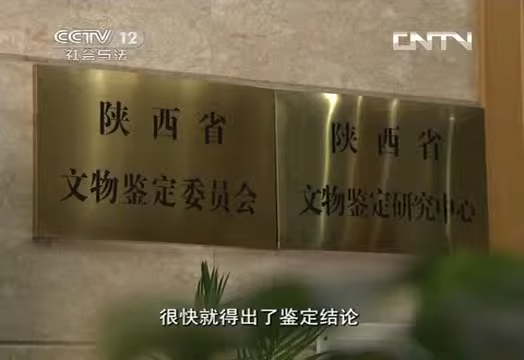 CCTV 12
社会与法
CNTV
陕西省
文物鉴定委员会
陕西省
文物鉴定研究中心
很快就得出了鉴定结论